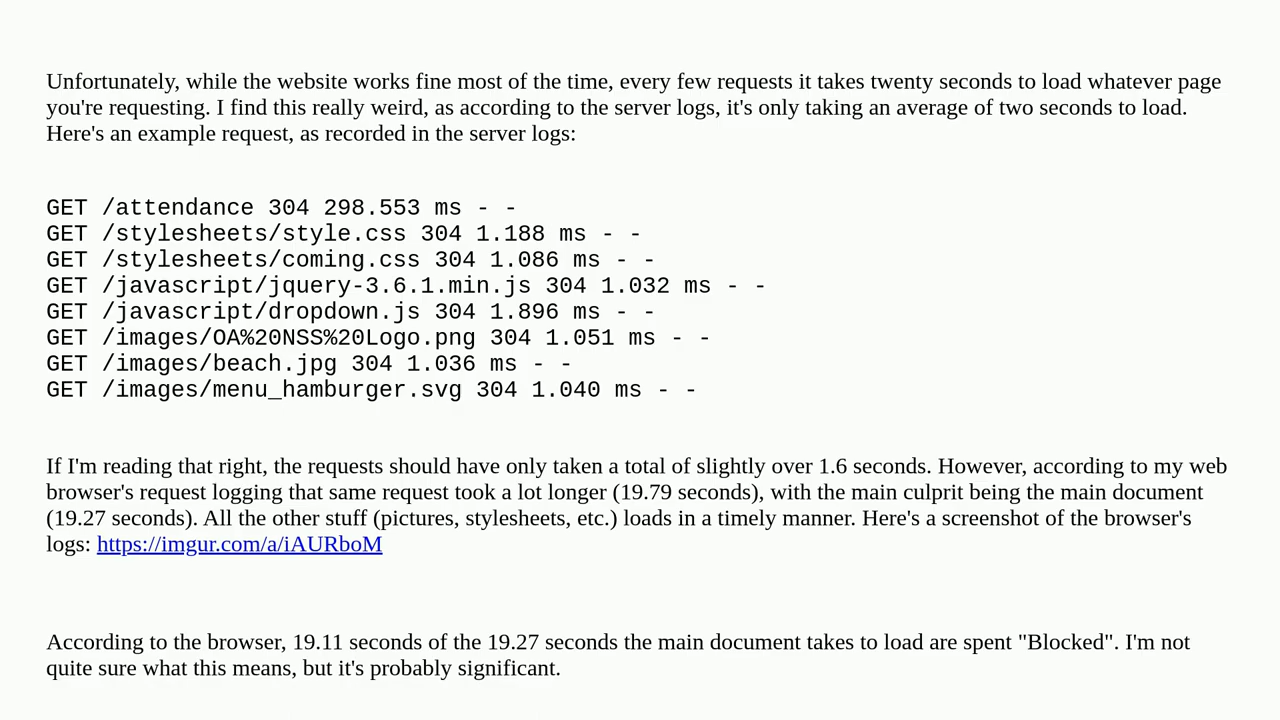 Unfortunately, while the website works fine most of the time, every few requests it takes twenty seconds to load whatever page
you're requesting. I find this really weird, as according to the server logs, it's only taking an average of two seconds to load.
Here's an example request, as recorded in the server logs:
GET /attendance 304 298.553 ms - -
GET /stylesheets/style.css 304 1.188 ms - -
GET /stylesheets/coming.css 304 1.086 ms - -
GET /javascript/jquery-3.6.1.min.js 304 1.032 ms - -
GET /javascript/dropdown.js 304 1.896 ms - -
GET /images/OA%20NSS%20Logo.png 304 1.051 ms - -
GET /images/beach.jpg 304 1.036 ms - -
GET /images/menu_hamburger.svg 304 1.040 ms - -
If I'm reading that right, the requests should have only taken a total of slightly over 1.6 seconds. However, according to my web
browser's request logging that same request took a lot longer (19.79 seconds), with the main culprit being the main document
(19.27 seconds). All the other stuff (pictures, stylesheets, etc.) loads in a timely manner. Here's a screenshot of the browser's
logs: https://imgur.com/a/iAURboM
According to the browser, 19.11 seconds of the 19.27 seconds the main document takes to load are spent "Blocked". I'm not
quite sure what this means, but it's probably significant.